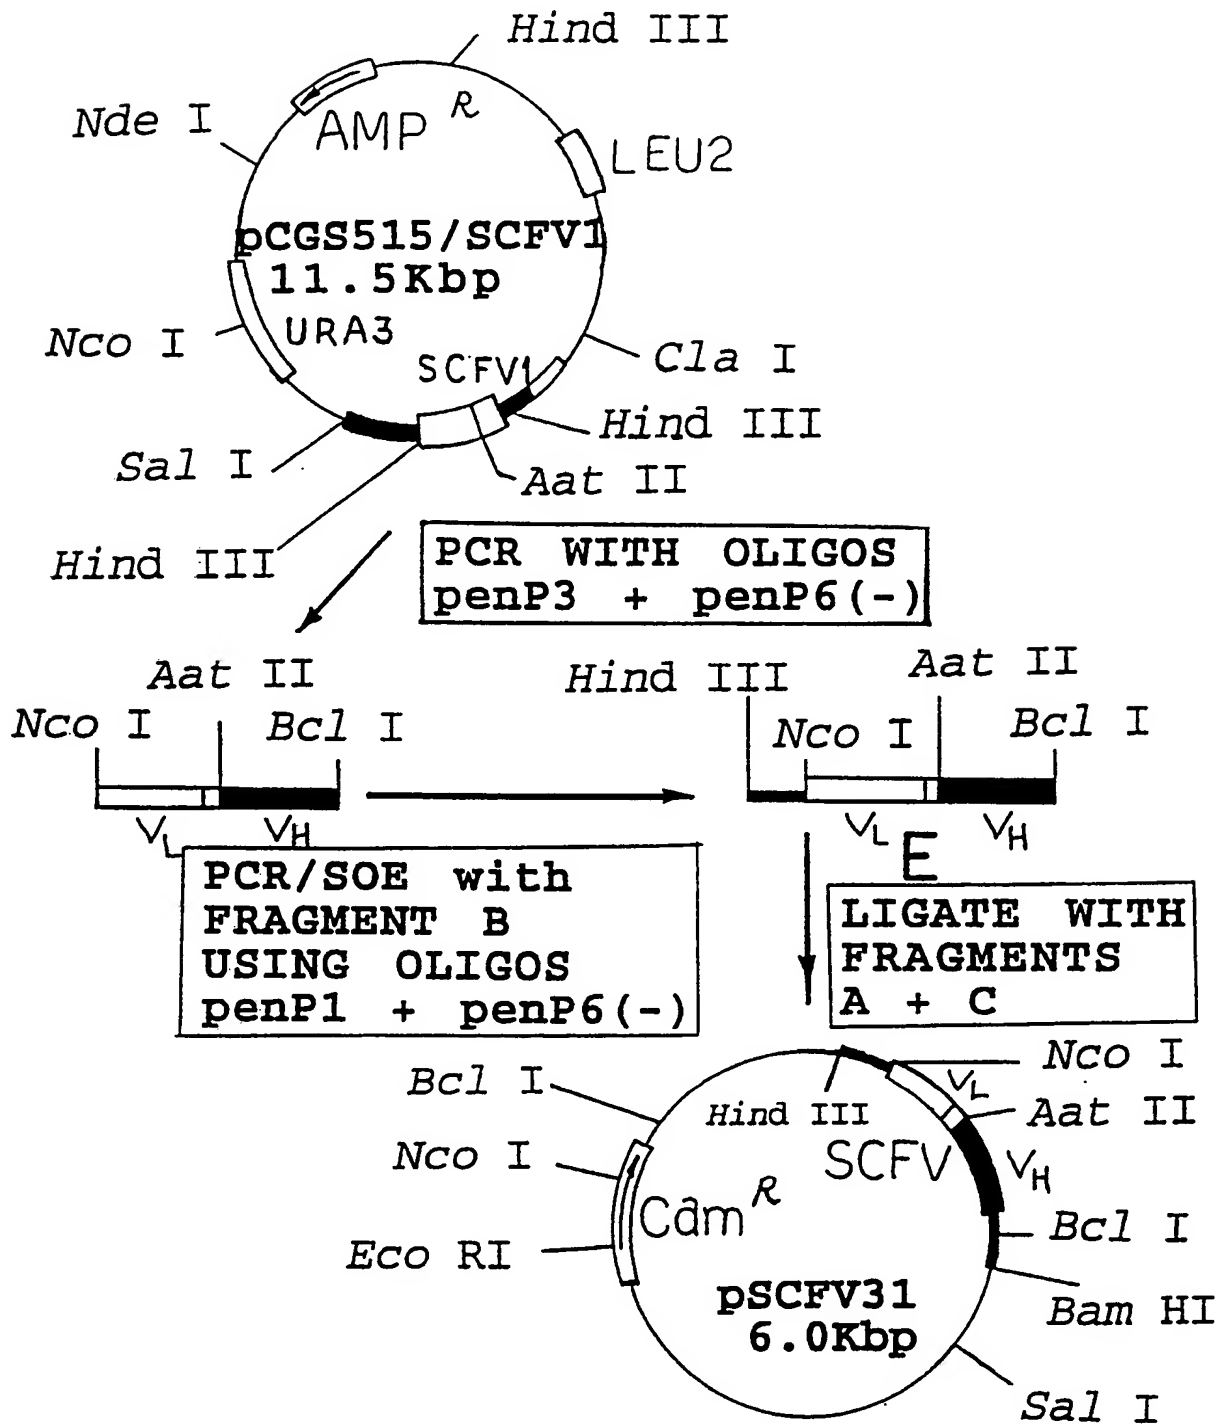 Hind III
Nde I
AMP R
LEU2
pCGS515/SCFV1
11.5Kbp
URA3
Nco I
SCFV1
Cla I
Hind III
Sal I
Aat II
Hind III
PCR WITH OLIGOS
penP3 + penP6(-)
Aat II
Nco I
Bcl I
VL
VH
Hind III
Aat II
Nco I
Bcl I
VL
VH
E
PCR/SOE with
FRAGMENT B
USING OLIGOS
penP1 + penP6(-)
LIGATE WITH
FRAGMENTS
A + C
Bcl I
Hind III
Nco I
VL
Aat II
Nco I
SCFV
VH
Cdm R
Bcl I
Eco RI
pSCFV31
6.0Kbp
Bam HI
Sal I